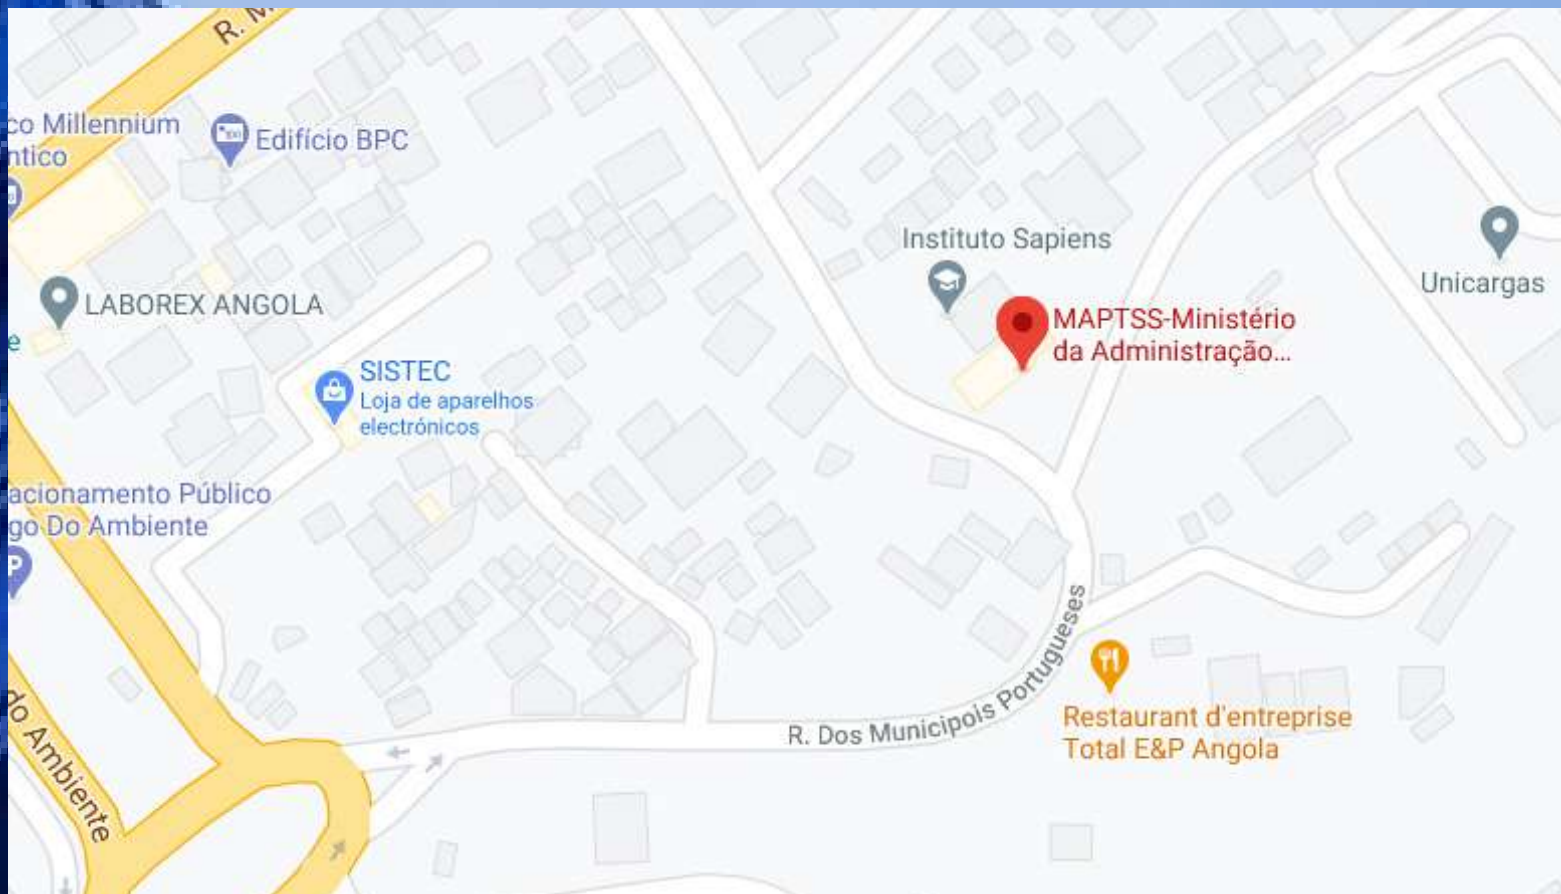 R. M
co Millennium
ntico
Edifício BPC
Instituto Sapiens
Unicargas
LABOREX ANGOLA
MAPTSS-Ministério
da Administração...
e
SISTEC
Loja de aparelhos
electrónicos
acionamento Público
go Do Ambiente
P
do Ambiente
R. Dos Municipois Portugueses
Restaurant d'entreprise
Total E&P Angola